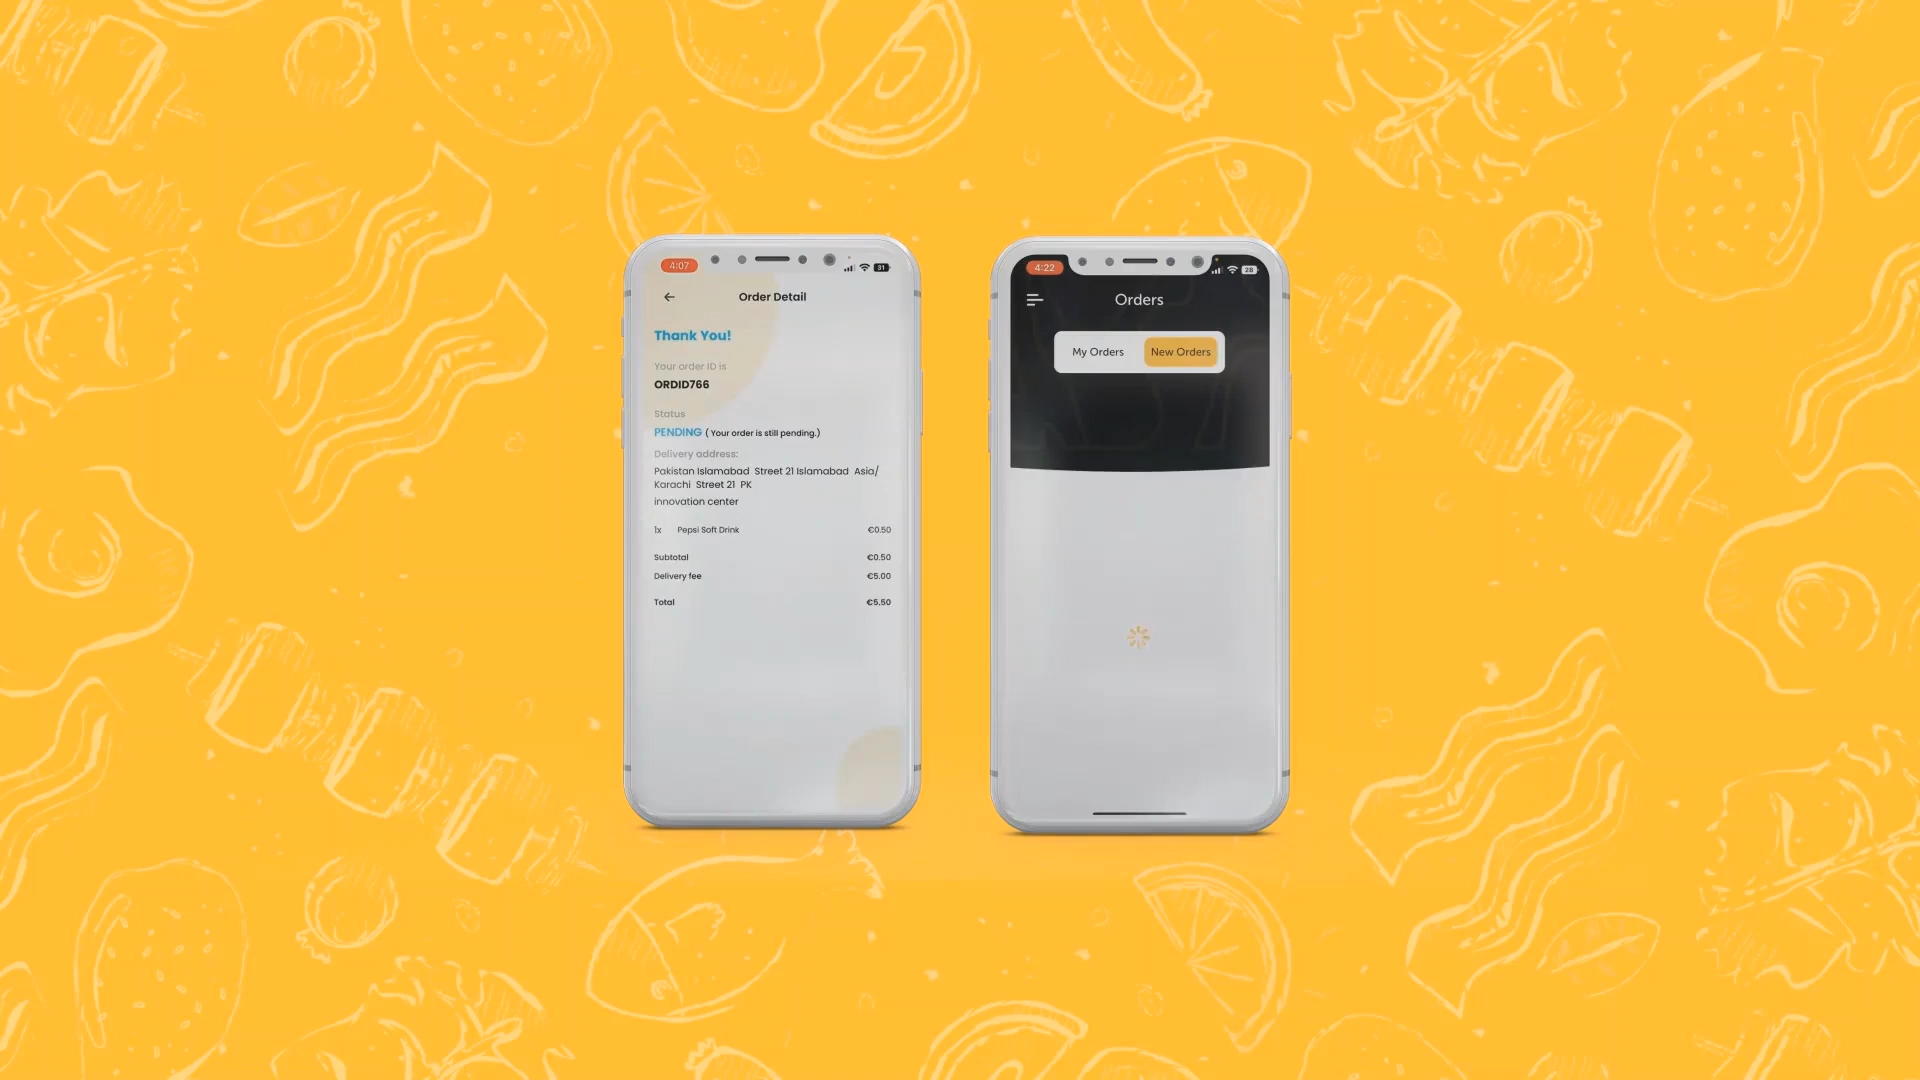 4:07
31
Order Detail
Thank You!
Your order ID is
ORDID766
Status
PENDING ( Your order is still pending.)
Delivery address:
Pakistan Islamabad Street 21 Islamabad Asia/
Karachi Street 21 PK
innovation center
1x Pepsi Soft Drink €0.50
Subtotal €0.50
Delivery fee €5.00
Total €5.50
4:22
28
Orders
My Orders New Orders